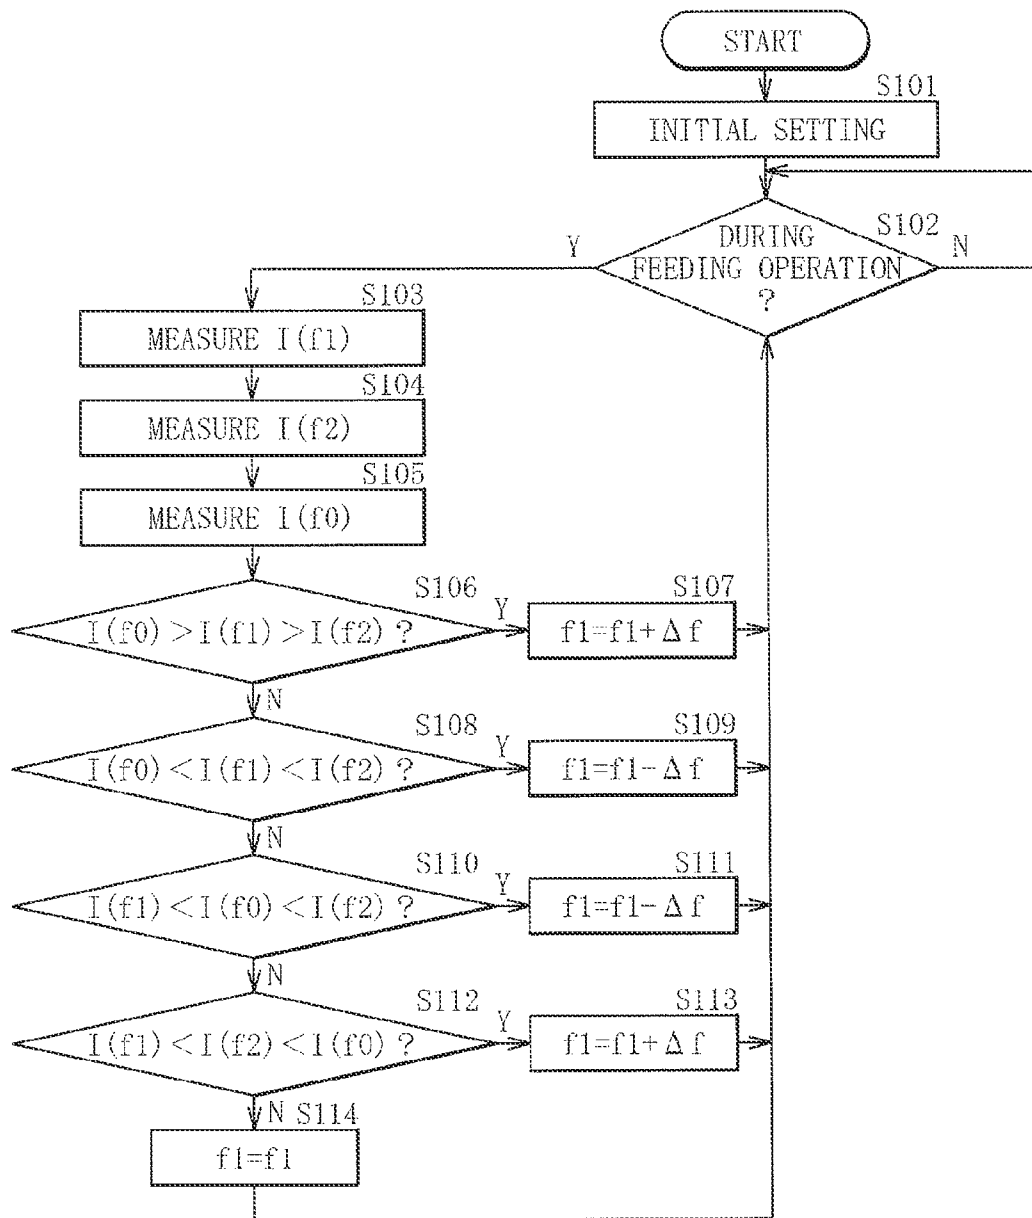 START
S101
INITIAL SETTING
S102
Y
DURING
FEEDING OPERATION
?
N
S103
MEASURE I(f1)
S104
MEASURE I(f2)
S105
MEASURE I(f0)
S106
I(f0)>I(f1)>I(f2)?
Y
S107
f1=f1+Δf
N
S108
I(f0)<I(f1)<I(f2)?
Y
S109
f1=f1-Δf
N
S110
I(f1)<I(f0)<I(f2)?
Y
S111
f1=f1-Δf
N
S112
I(f1)<I(f2)<I(f0)?
Y
S113
f1=f1+Δf
N
S114
f1=f1